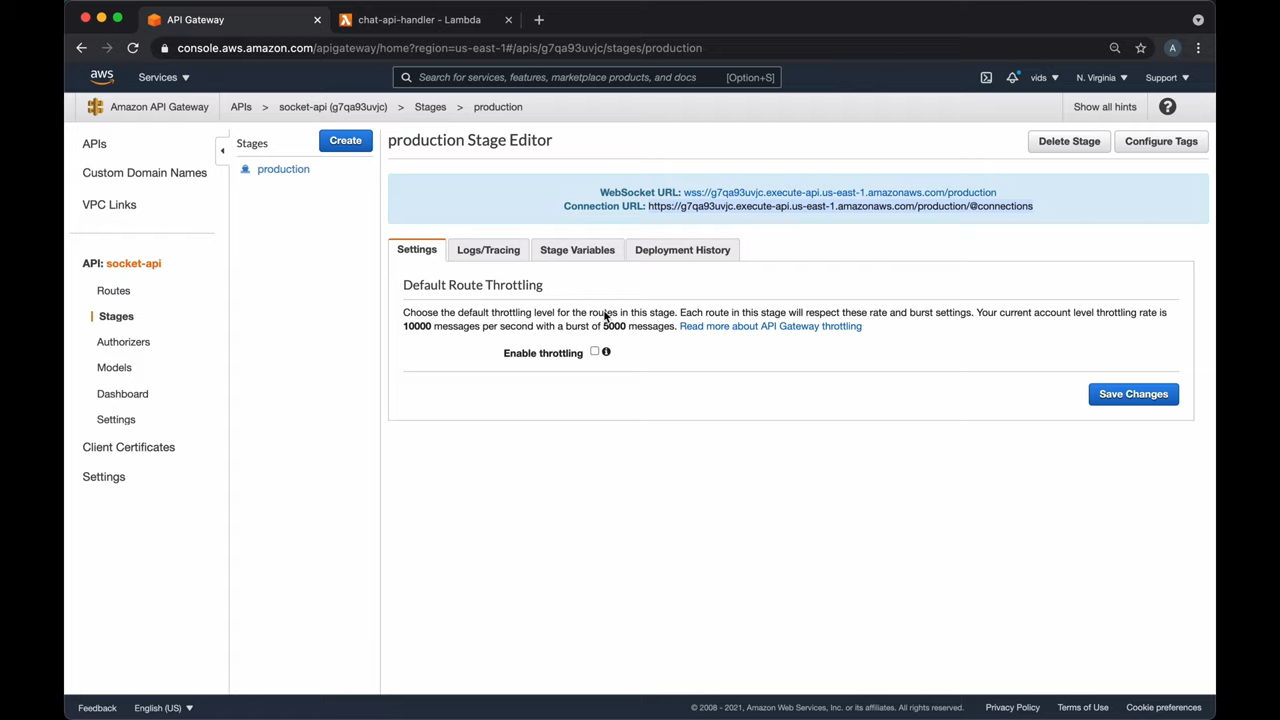 API Gateway
chat-api-handler - Lambda
console.aws.amazon.com/apigateway/home?region=us-east-1#/apis/g7qa93uvjc/stages/production
A
aws
Services
Search for services, features, marketplace products, and docs
[Option+S]
vids
N. Virginia
Support
Amazon API Gateway
APIs > socket-api (g7qa93uvjc) > Stages > production
Show all hints
?
APIs
Custom Domain Names
VPC Links
API: socket-api
Routes
Stages
Authorizers
Models
Dashboard
Settings
Client Certificates
Settings
Stages
Create
production
production Stage Editor
Delete Stage
Configure Tags
WebSocket URL: wss://g7qa93uvjc.execute-api.us-east-1.amazonaws.com/production
Connection URL: https://g7qa93uvjc.execute-api.us-east-1.amazonaws.com/production/@connections
Settings
Logs/Tracing
Stage Variables
Deployment History
Default Route Throttling
Choose the default throttling level for the routes in this stage. Each route in this stage will respect these rate and burst settings. Your current account level throttling rate is
10000 messages per second with a burst of 5000 messages. Read more about API Gateway throttling
Enable throttling
Save Changes
Feedback
English (US)
© 2008 - 2021, Amazon Web Services, Inc. or its affiliates. All rights reserved.
Privacy Policy
Terms of Use
Cookie preferences